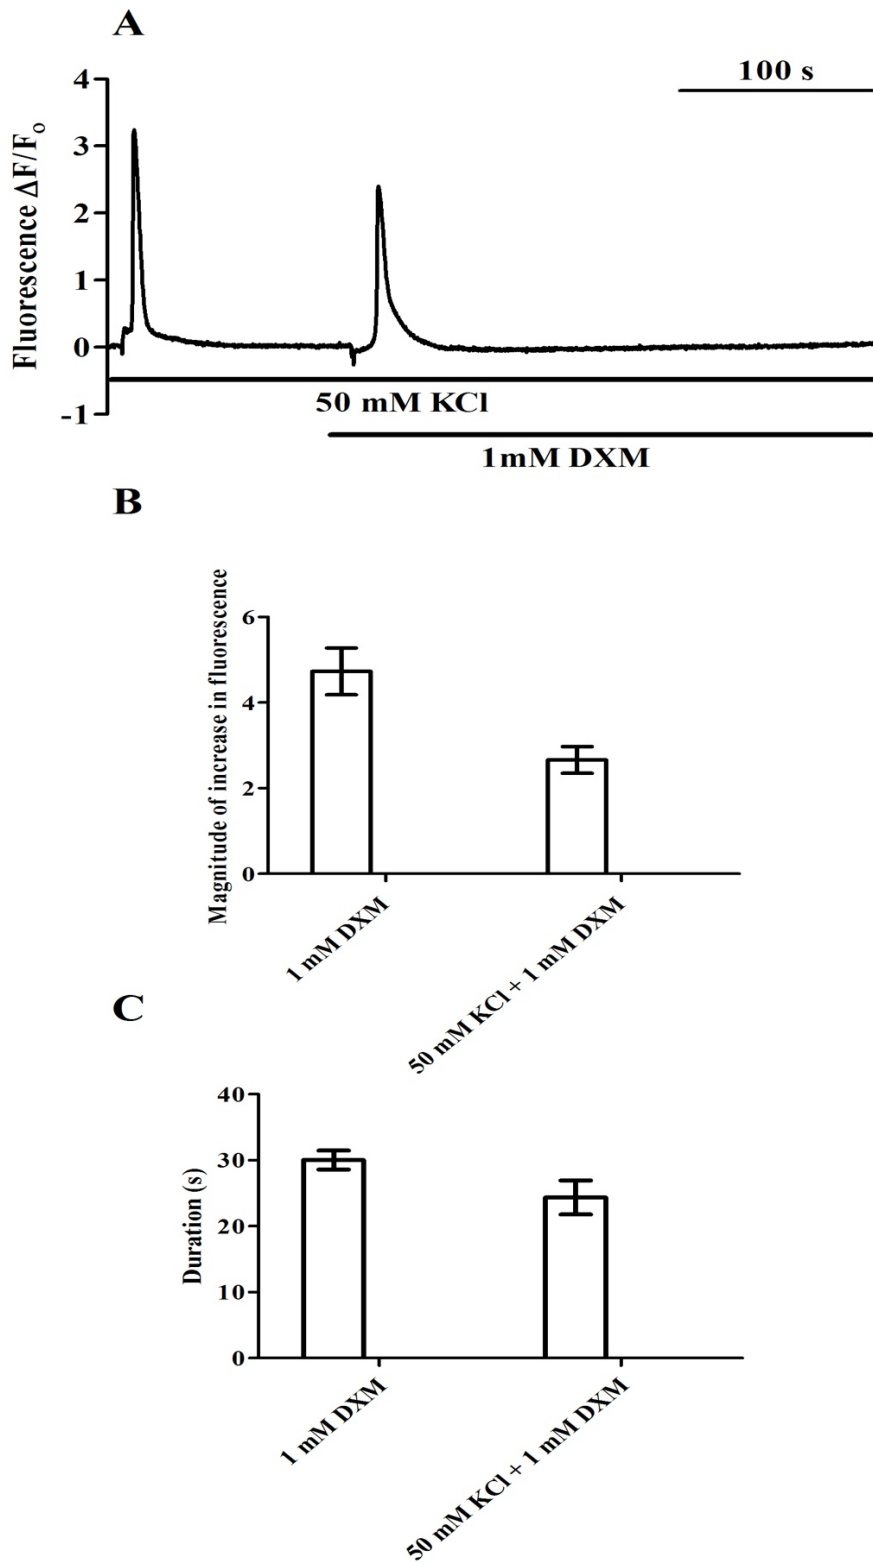 A
100 s
4
3
2
1
0
-1
Fluorescence ΔF/Fo
50 mM KCl
1mM DXM
B
Magnitude of increase in fluorescence
6
4
2
0
1 mM DXM
50 mM KCl + 1 mM DXM
C
Duration (s)
40
30
20
10
0
1 mM DXM
50 mM KCl + 1 mM DXM